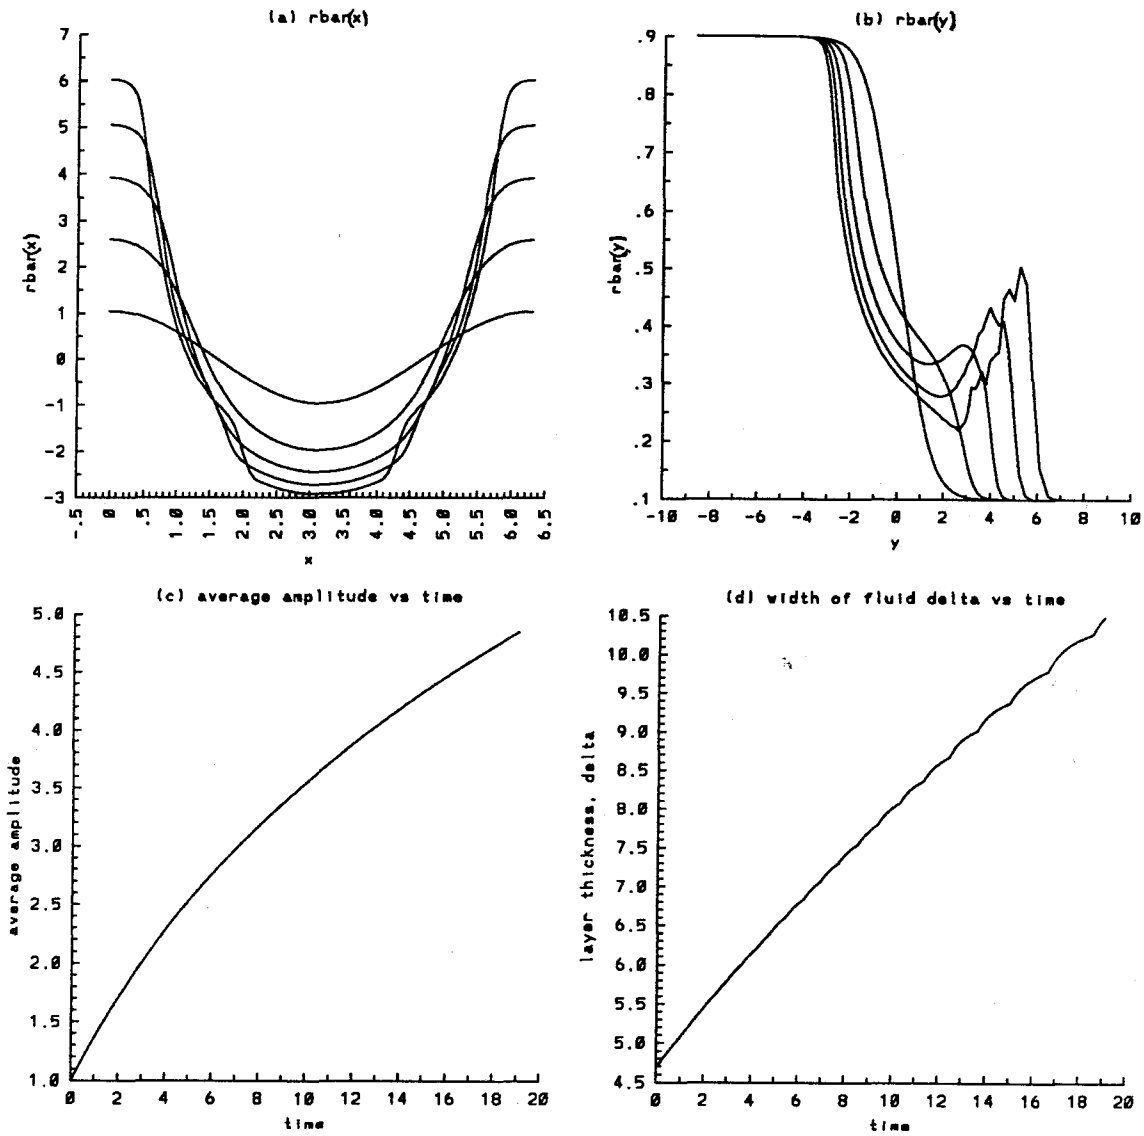 (a) rbar(x)
7
6
5
4
3
2
1
0
-1
-2
-3
rbar(x)
-.5 0 .5 1.0 1.5 2.0 2.5 3.0 3.5 4.0 4.5 5.0 5.5 6.0 6.5
x
(b) rbar(y)
.9
.8
.7
.6
.5
.4
.3
.2
.1
rbar(y)
-10 -8 -6 -4 -2 0 2 4 6 8 10
y
(c) average amplitude vs time
5.0
4.5
4.0
3.5
3.0
2.5
2.0
1.5
1.0
average amplitude
0 2 4 6 8 10 12 14 16 18 20
time
(d) width of fluid delta vs time
10.5
10.0
9.5
9.0
8.5
8.0
7.5
7.0
6.5
6.0
5.5
5.0
4.5
layer thickness, delta
0 2 4 6 8 10 12 14 16 18 20
time